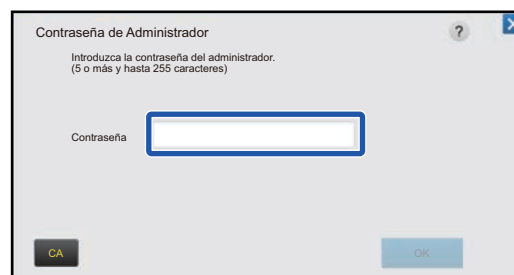 Contraseña de Administrador
?
Introduzca la contraseña del administrador.
(5 o más y hasta 255 caracteres)
Contraseña
CA
OK